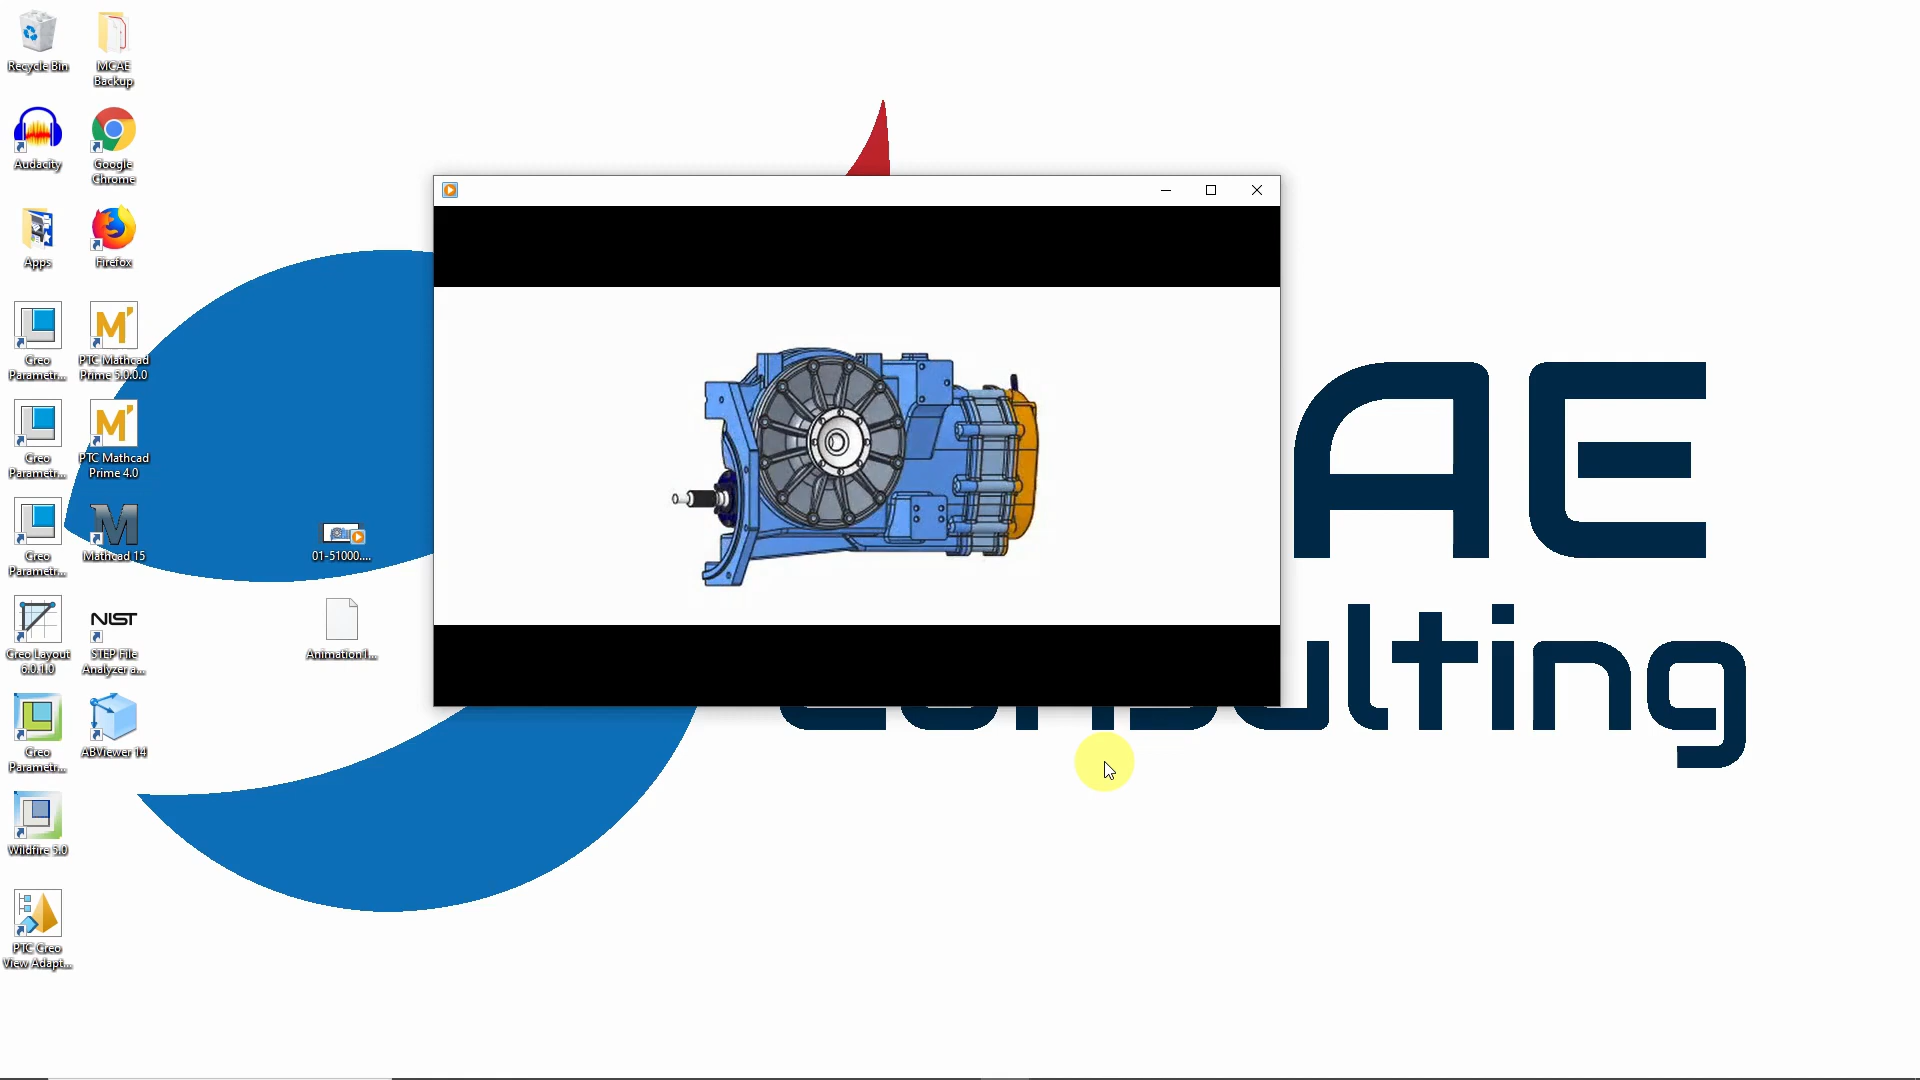 Recycle Bin
MCAE
Backup
Audacity
Google
Chrome
Apps
Firefox
Creo
Parametr...
PTC Mathcad
Prime 5.0.0.0
Creo
Parametr...
PTC Mathcad
Prime 4.0
Creo
Parametr...
Mathcad 15
01-51000....
Creo Layout
6.0.1.0
NIST
STEP File
Analyzer a...
Animation1...
Creo
Parametr...
ABViewer 14
Wildfire 5.0
PTC Creo
View Adapt...
AE
consulting